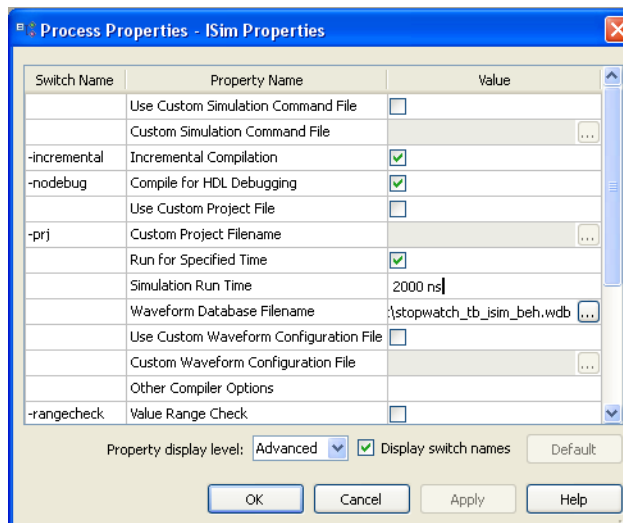 Process Properties - ISim Properties
Switch Name Property Name Value
Use Custom Simulation Command File
Custom Simulation Command File ...
-incremental Incremental Compilation
-nodebug Compile for HDL Debugging
Use Custom Project File
-prj Custom Project Filename ...
Run for Specified Time
Simulation Run Time 2000 ns
Waveform Database Filename :\stopwatch_tb_isim_beh.wdb ...
Use Custom Waveform Configuration File
Custom Waveform Configuration File ...
Other Compiler Options
-rangecheck Value Range Check
Property display level: Advanced Display switch names Default
OK Cancel Apply Help